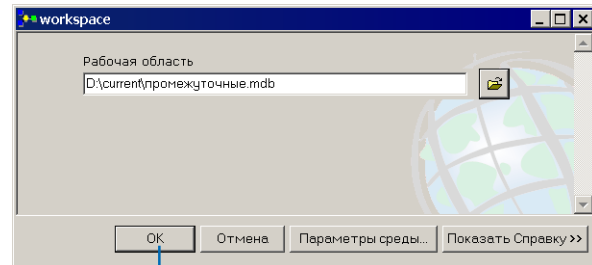 workspace
Рабочая область
D:\current\промежуточные.mdb
OK Отмена Параметры среды... Показать Справку >>